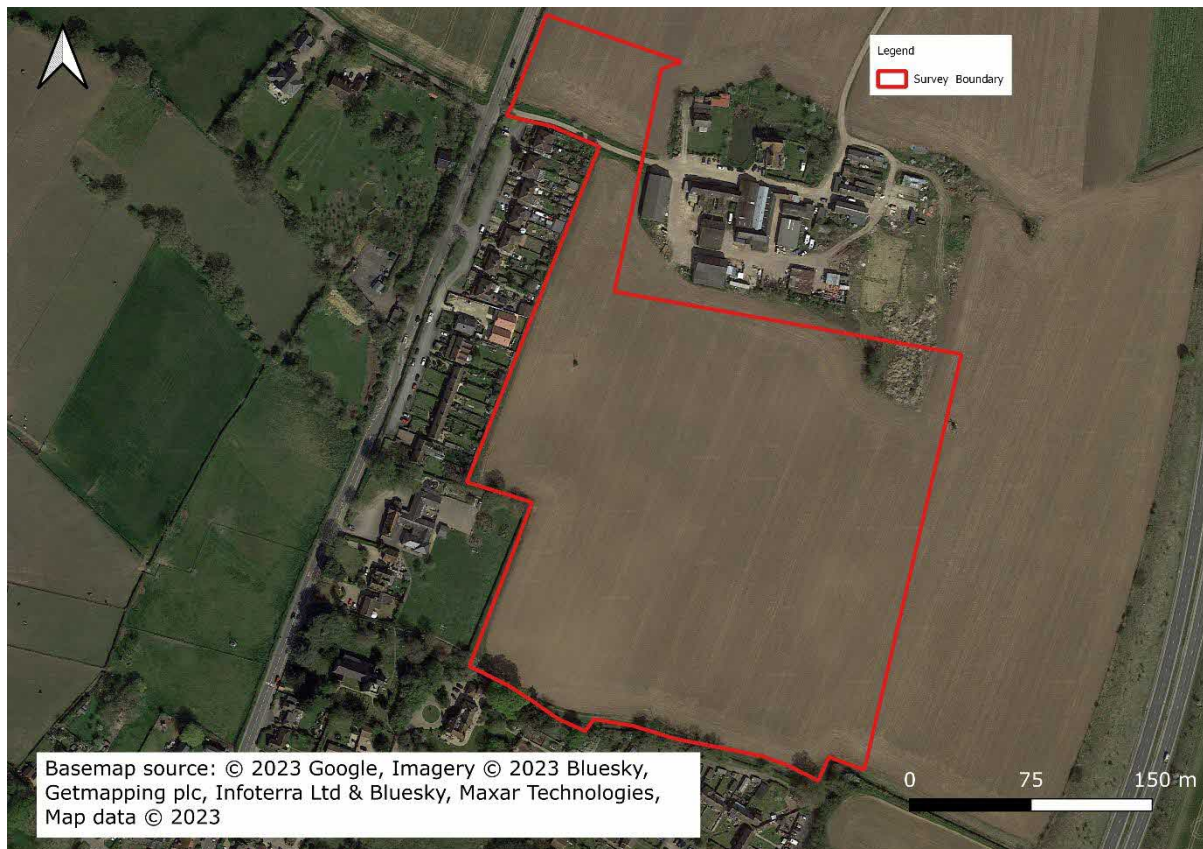 Legend
Survey Boundary
0 75 150 m
Basemap source: © 2023 Google, Imagery © 2023 Bluesky,
Getmapping plc, Infoterra Ltd & Bluesky, Maxar Technologies,
Map data © 2023